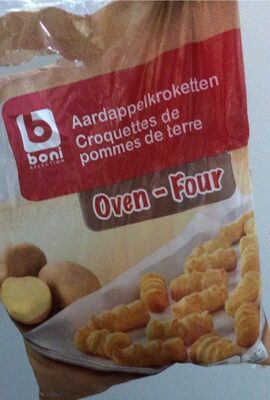 boni
SELECTION
Aardappelkroketten
Croquettes de
pommes de terre
Oven - Four